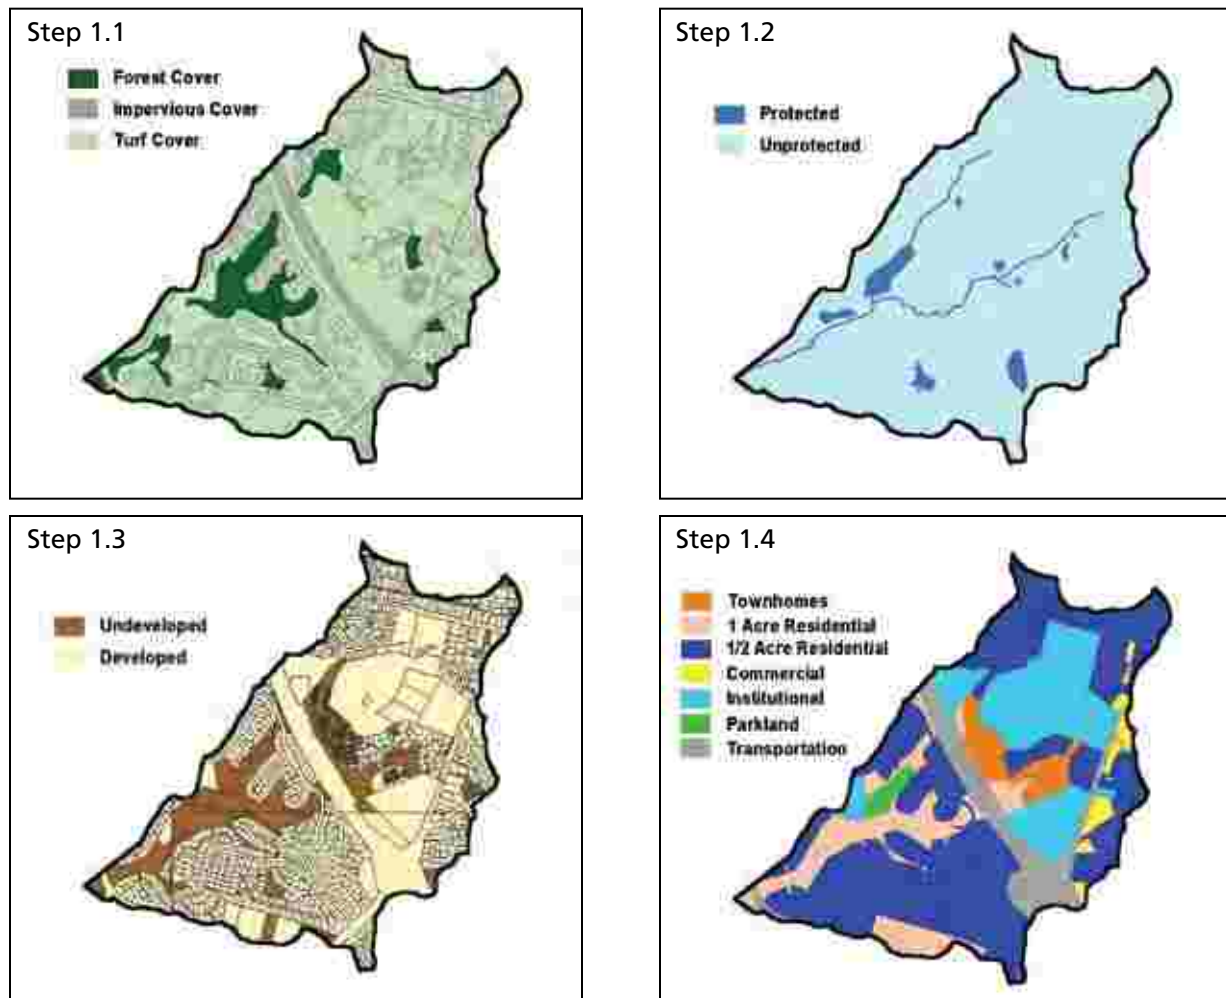 Step 1.1
Forest Cover
Impervious Cover
Turf Cover
Step 1.2
Protected
Unprotected
Step 1.3
Undeveloped
Developed
Step 1.4
Townhomes
1 Acre Residential
1/2 Acre Residential
Commercial
Institutional
Parkland
Transportation